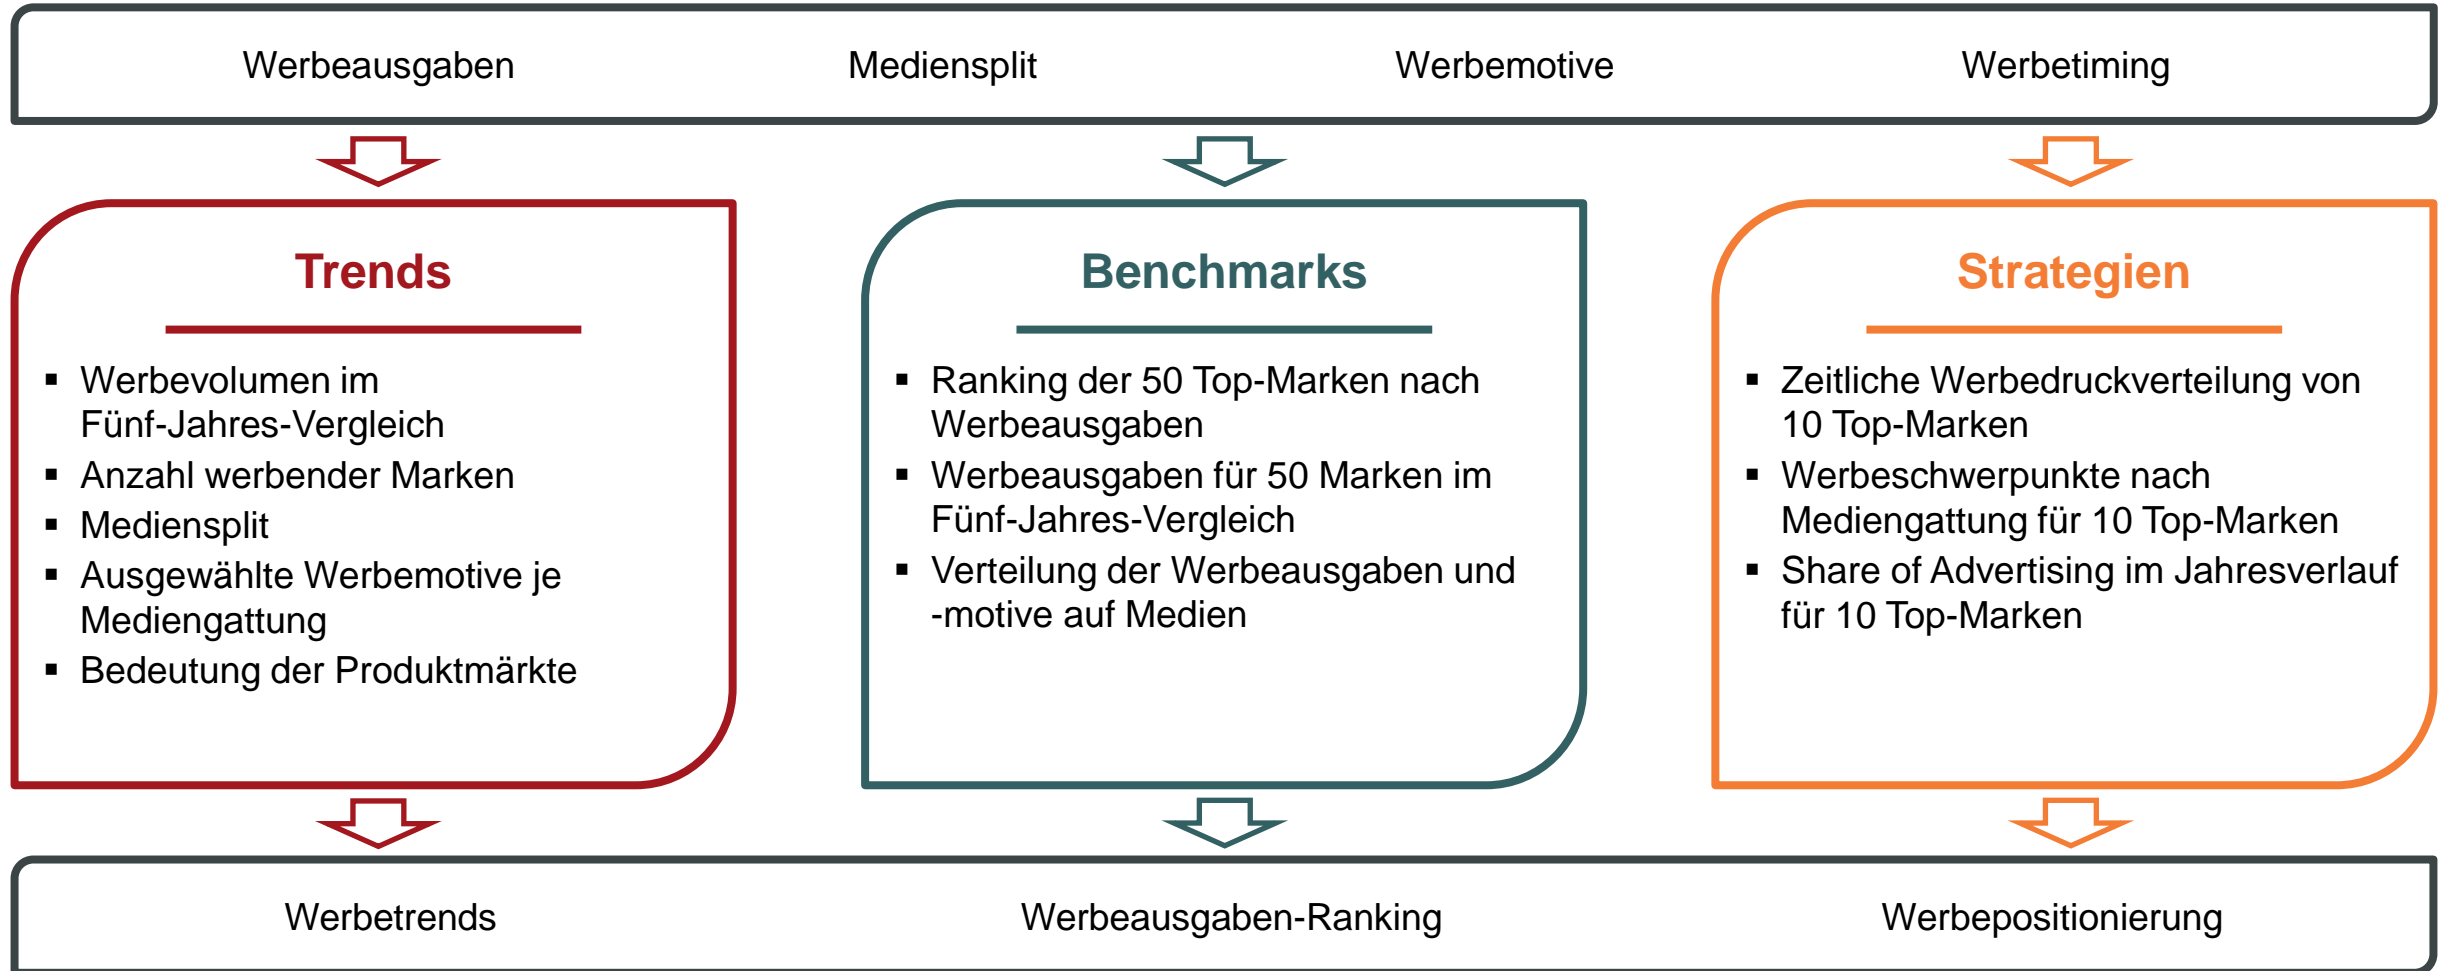 Werbeausgaben Mediensplit Werbemotive Werbetiming
Trends
▪ Werbevolumen im
Fünf-Jahres-Vergleich
▪ Anzahl werbender Marken
▪ Mediensplit
▪ Ausgewählte Werbemotive je
Mediengattung
▪ Bedeutung der Produktmärkte
Benchmarks
▪ Ranking der 50 Top-Marken nach
Werbeausgaben
▪ Werbeausgaben für 50 Marken im
Fünf-Jahres-Vergleich
▪ Verteilung der Werbeausgaben und
-motive auf Medien
Strategien
▪ Zeitliche Werbedruckverteilung von
10 Top-Marken
▪ Werbeschwerpunkte nach
Mediengattung für 10 Top-Marken
▪ Share of Advertising im Jahresverlauf
für 10 Top-Marken
Werbetrends Werbeausgaben-Ranking Werbepositionierung